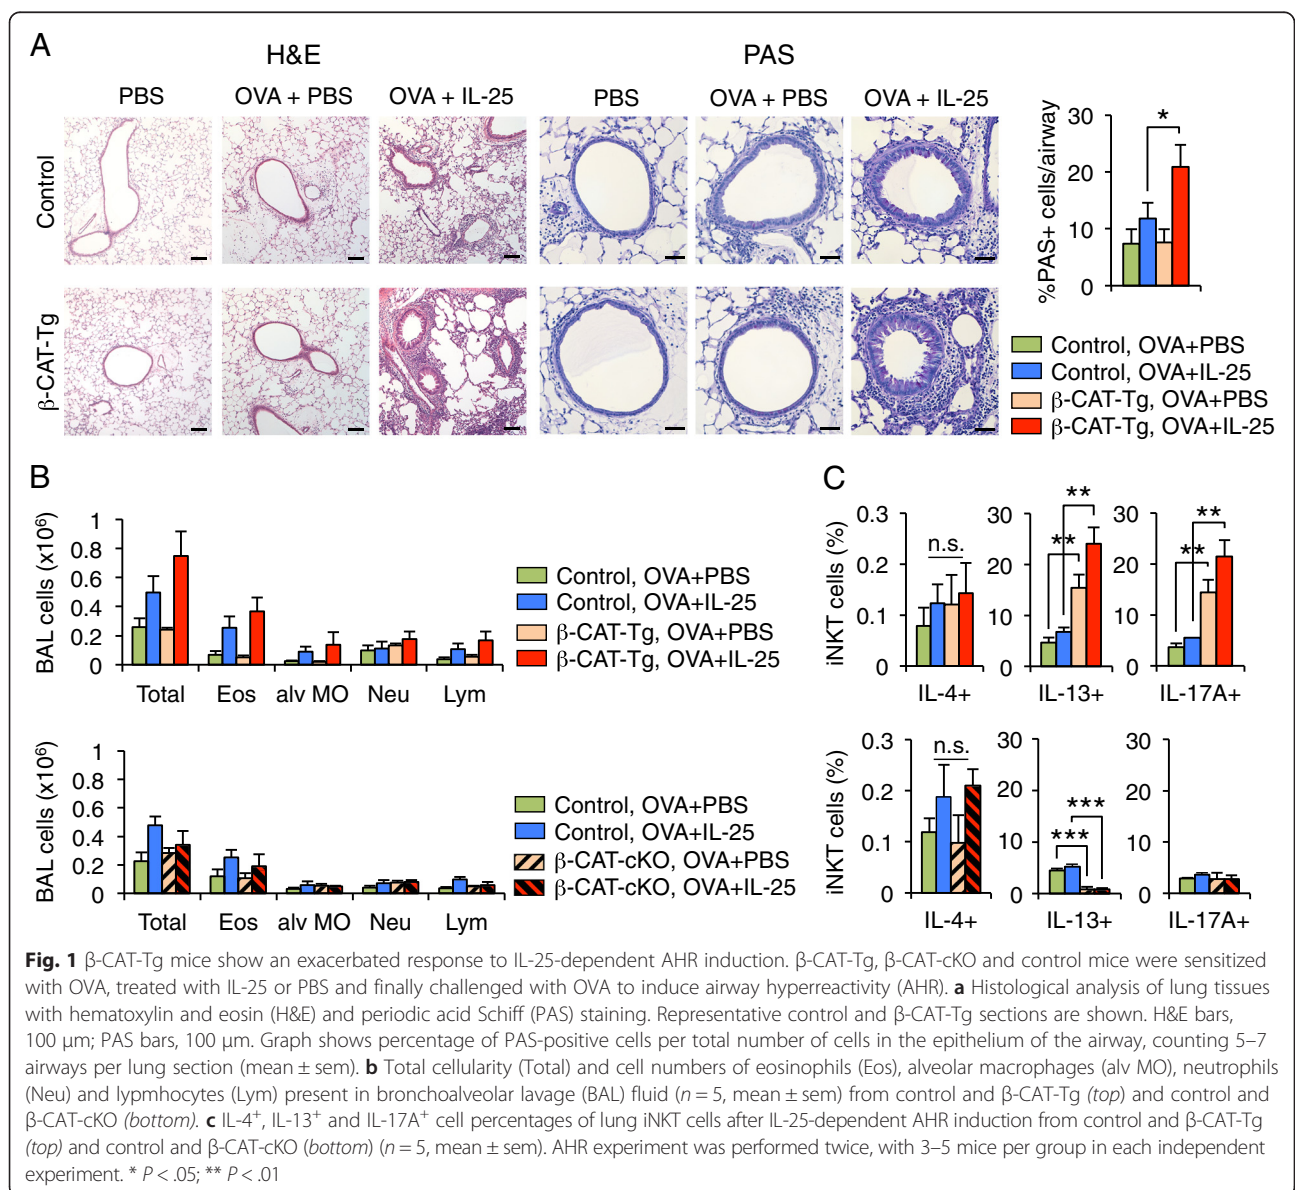 A
H&E
PAS
PBS
OVA + PBS
OVA + IL-25
PBS
OVA + PBS
OVA + IL-25
Control
β-CAT-Tg
%PAS+ cells/airway
30
20
10
0
*
Control, OVA+PBS
Control, OVA+IL-25
β-CAT-Tg, OVA+PBS
β-CAT-Tg, OVA+IL-25
B
BAL cells (x10⁶)
1
0.8
0.6
0.4
0.2
0
Total
Eos
alv MO
Neu
Lym
Control, OVA+PBS
Control, OVA+IL-25
β-CAT-Tg, OVA+PBS
β-CAT-Tg, OVA+IL-25
BAL cells (x10⁶)
1
0.8
0.6
0.4
0.2
0
Total
Eos
alv MO
Neu
Lym
Control, OVA+PBS
Control, OVA+IL-25
β-CAT-cKO, OVA+PBS
β-CAT-cKO, OVA+IL-25
C
iNKT cells (%)
0.3
0.2
0.1
0
n.s.
IL-4+
30
20
10
0
**
**
IL-13+
30
20
10
0
**
**
IL-17A+
iNKT cells (%)
0.3
0.2
0.1
0
n.s.
IL-4+
30
20
10
0
***
***
IL-13+
30
20
10
0
IL-17A+
Fig. 1 β-CAT-Tg mice show an exacerbated response to IL-25-dependent AHR induction. β-CAT-Tg, β-CAT-cKO and control mice were sensitized
with OVA, treated with IL-25 or PBS and finally challenged with OVA to induce airway hyperreactivity (AHR). a Histological analysis of lung tissues
with hematoxylin and eosin (H&E) and periodic acid Schiff (PAS) staining. Representative control and β-CAT-Tg sections are shown. H&E bars,
100 μm; PAS bars, 100 μm. Graph shows percentage of PAS-positive cells per total number of cells in the epithelium of the airway, counting 5–7
airways per lung section (mean ± sem). b Total cellularity (Total) and cell numbers of eosinophils (Eos), alveolar macrophages (alv MO), neutrophils
(Neu) and lypmhocytes (Lym) present in bronchoalveolar lavage (BAL) fluid (n = 5, mean ± sem) from control and β-CAT-Tg (top) and control and
β-CAT-cKO (bottom). c IL-4⁺, IL-13⁺ and IL-17A⁺ cell percentages of lung iNKT cells after IL-25-dependent AHR induction from control and β-CAT-Tg
(top) and control and β-CAT-cKO (bottom) (n = 5, mean ± sem). AHR experiment was performed twice, with 3–5 mice per group in each independent
experiment. * P < .05; ** P < .01